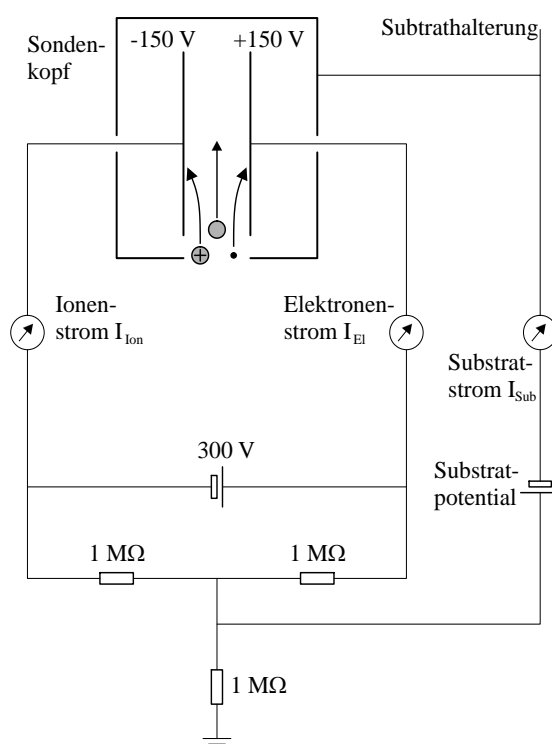 Subtrathalterung
Sonden-
kopf
-150 V
+150 V
+
Ionen-
strom I_Ion
Elektronen-
strom I_El
Substrat-
strom I_Sub
300 V
Substrat-
potential
1 MΩ
1 MΩ
1 MΩ